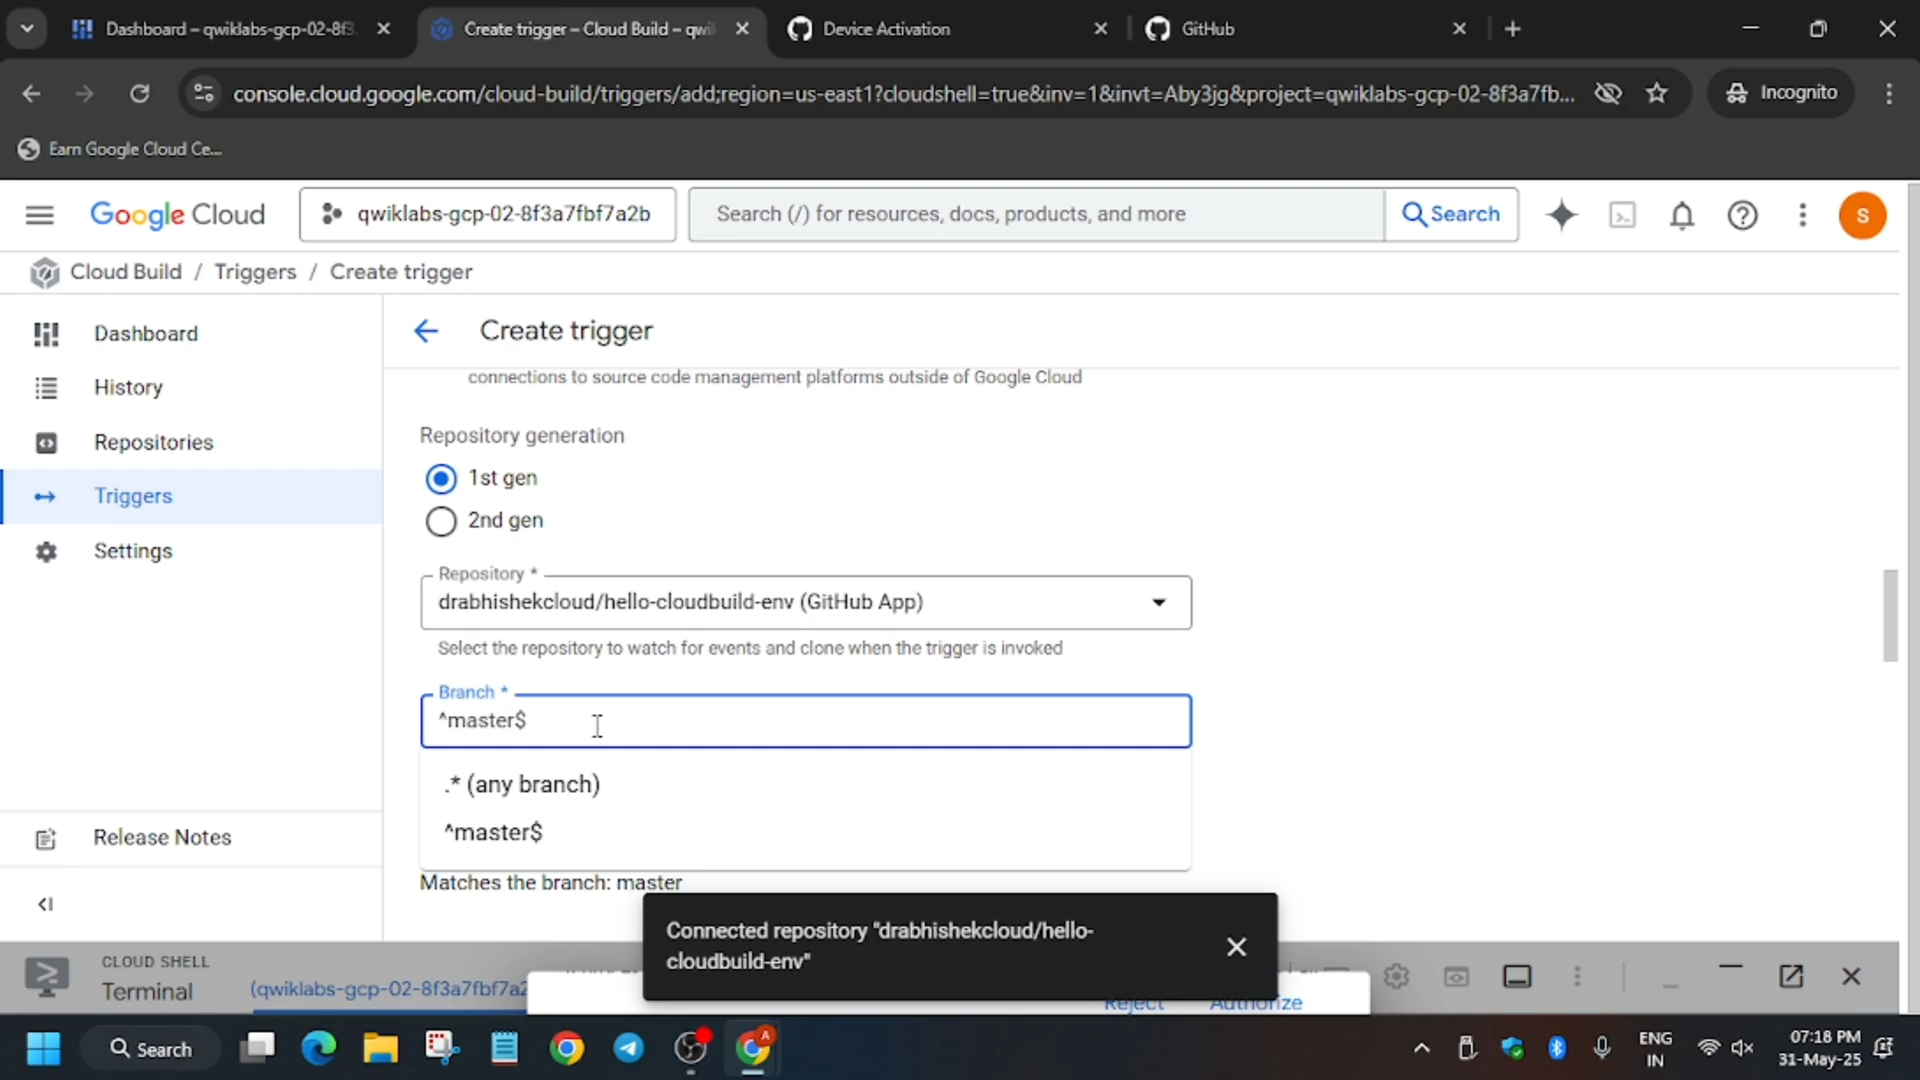 Dashboard – qwiklabs-gcp-02-8f3
Create trigger – Cloud Build – qwi
Device Activation
GitHub
console.cloud.google.com/cloud-build/triggers/add;region=us-east1?cloudshell=true&inv=1&invt=Aby3jg&project=qwiklabs-gcp-02-8f3a7fb...
Incognito
Earn Google Cloud Ce...
Google Cloud
qwiklabs-gcp-02-8f3a7fbf7a2b
Search (/) for resources, docs, products, and more
Search
S
Cloud Build / Triggers / Create trigger
Dashboard
History
Repositories
Triggers
Settings
Release Notes
Create trigger
connections to source code management platforms outside of Google Cloud
Repository generation
1st gen
2nd gen
Repository *
drabhishekcloud/hello-cloudbuild-env (GitHub App)
Select the repository to watch for events and clone when the trigger is invoked
Branch *
^master$
.* (any branch)
^master$
Matches the branch: master
Connected repository "drabhishekcloud/hello-
cloudbuild-env"
CLOUD SHELL
Terminal
(qwiklabs-gcp-02-8f3a7fbf7a2
Reject
Authorize
Search
ENG
IN
07:18 PM
31-May-25